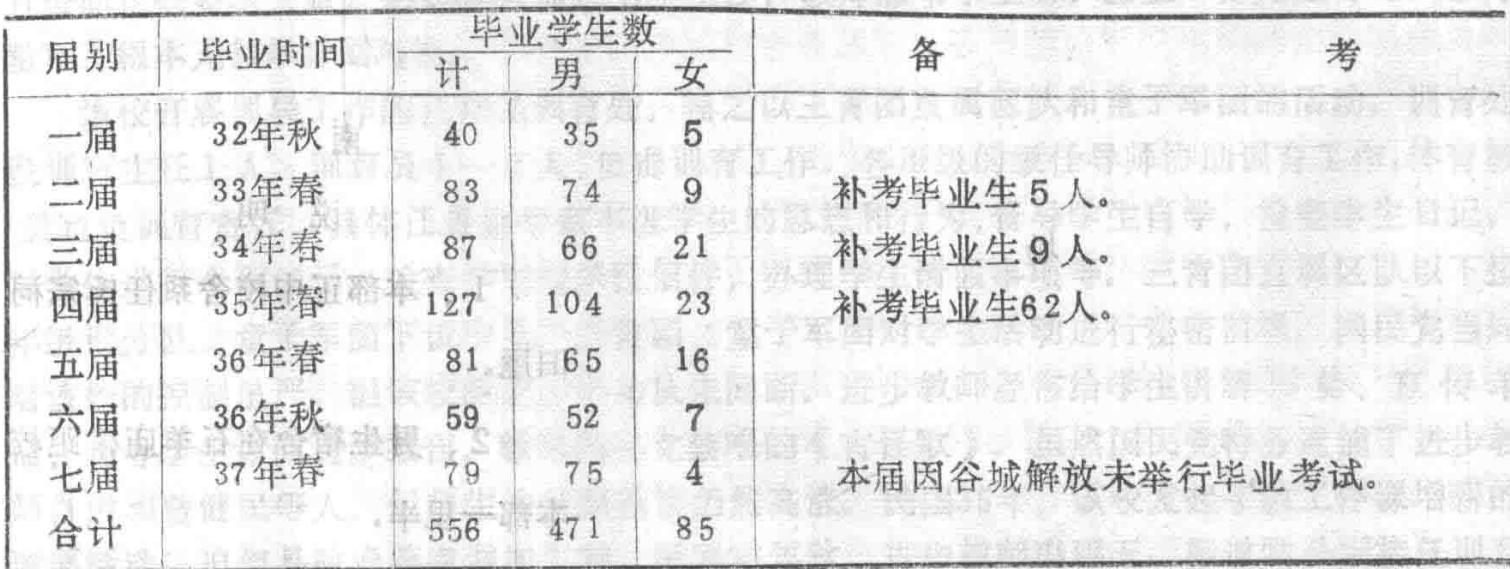 届别 毕业时间 毕业学生数 备考
计 男 女
一届 32年秋 40 35 5
二届 33年春 83 74 9 补考毕业生5人。
三届 34年春 87 66 21 补考毕业生9人。
四届 35年春 127 104 23 补考毕业生62人。
五届 36年春 81 65 16
六届 36年秋 59 52 7
七届 37年春 79 75 4 本届因谷城解放未举行毕业考试。
合计 556 471 85